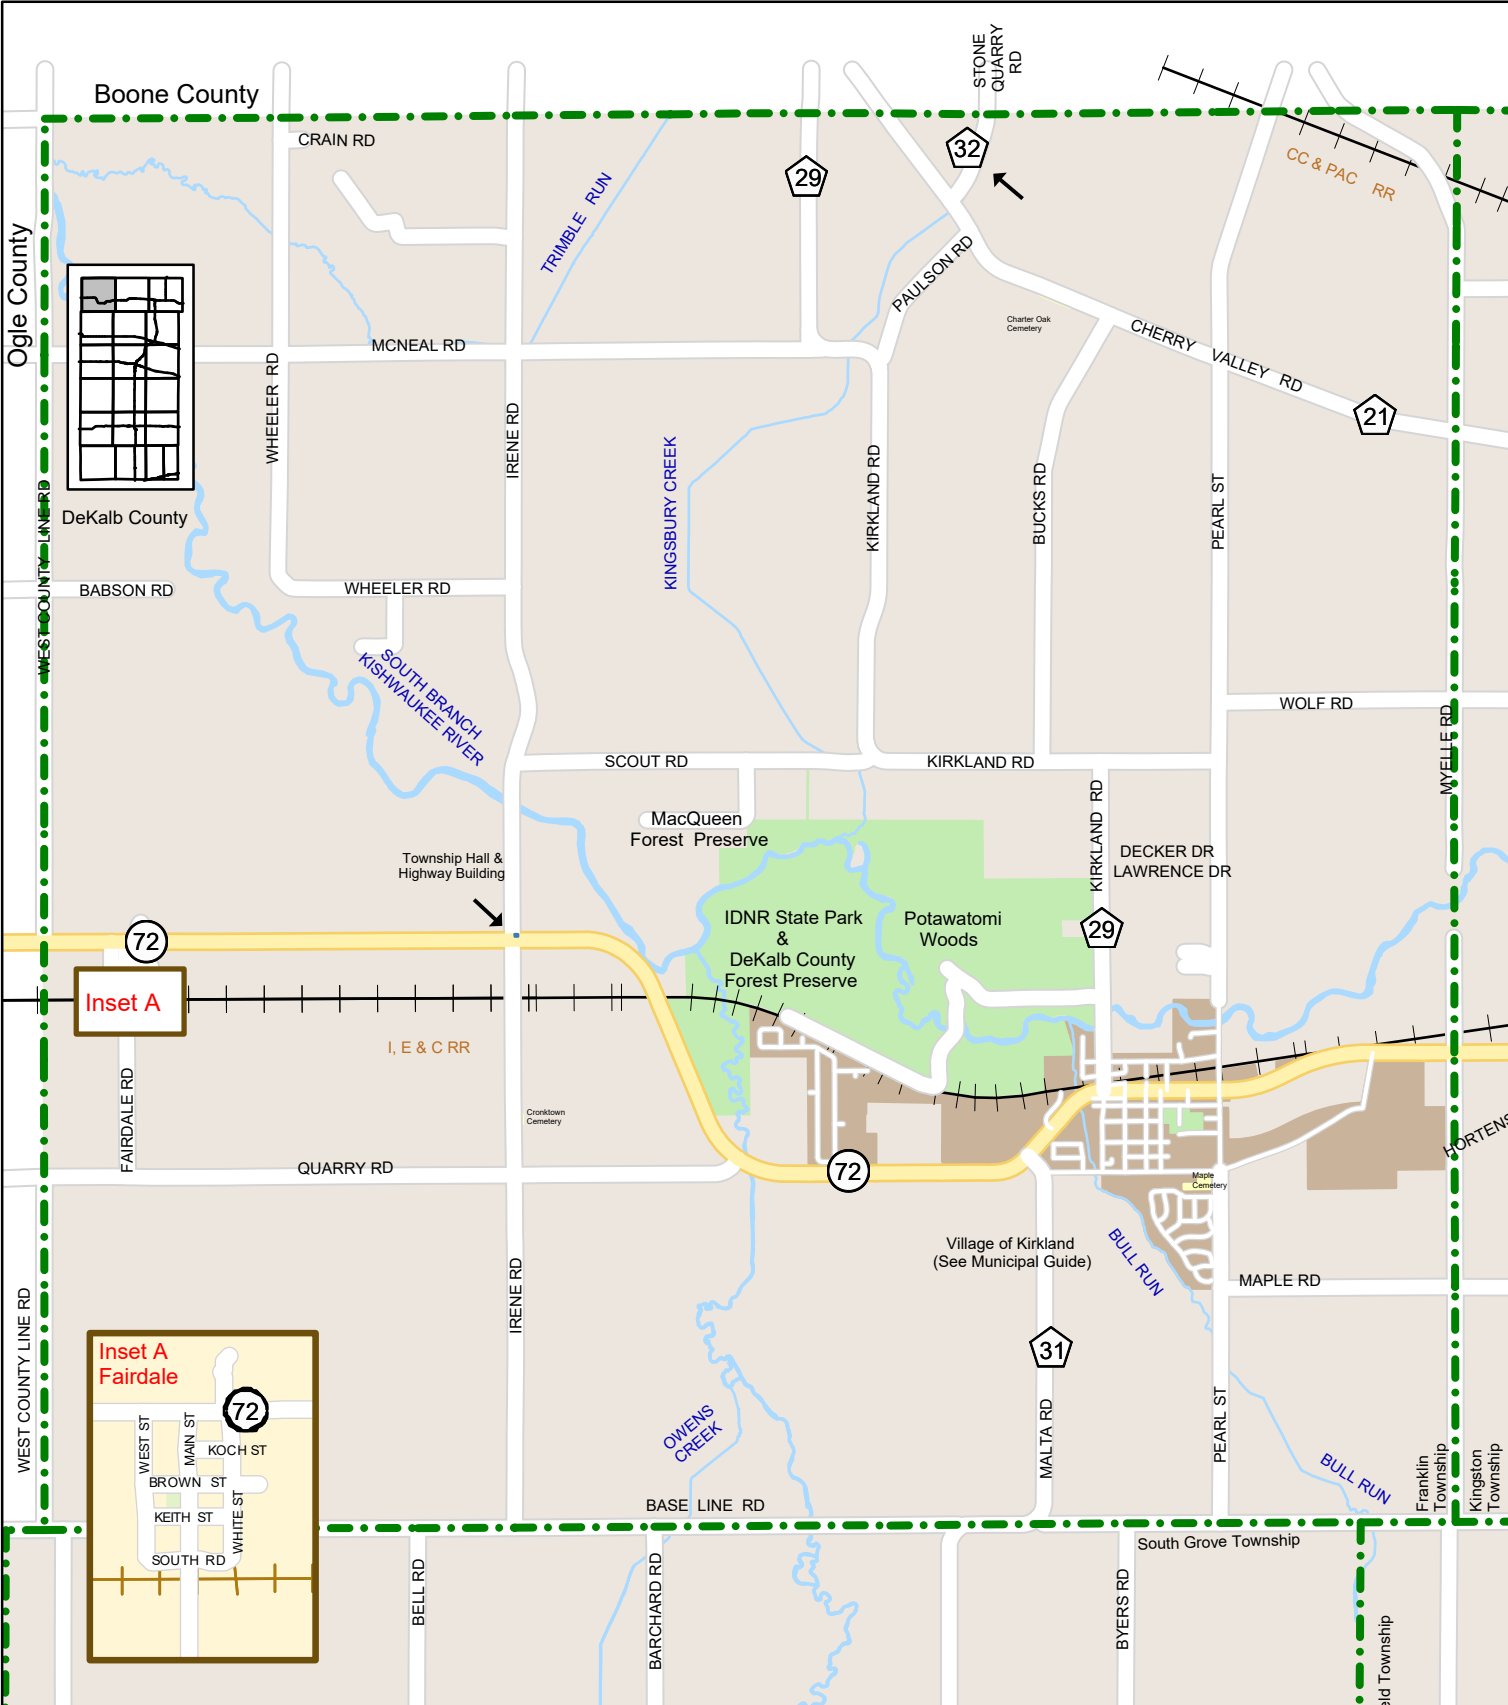 STONE
QUARRY
RD
Boone County
CRAIN RD
32
29
CC & PAC RR
TRIMBLE RUN
Ogle County
PAULSON RD
Charter Oak
Cemetery
CHERRY VALLEY RD
MCNEAL RD
WHEELER RD
IRENE RD
21
KINGSBURY CREEK
KIRKLAND RD
BUCKS RD
PEARL ST
DeKalb County
WEST COUNTY LINE RD
BABSON RD
WHEELER RD
SOUTH BRANCH
KISHWAUKEE RIVER
WOLF RD
MYELLE RD
SCOUT RD
KIRKLAND RD
KIRKLAND RD
MacQueen
Forest Preserve
Township Hall &
Highway Building
DECKER DR
LAWRENCE DR
IDNR State Park
&
DeKalb County
Forest Preserve
Potawatomi
Woods
29
72
Inset A
I, E & C RR
FAIRDALE RD
Cronktown
Cemetery
HORTENS
QUARRY RD
72
Maple
Cemetery
Village of Kirkland
(See Municipal Guide)
BULL RUN
MAPLE RD
WEST COUNTY LINE RD
IRENE RD
31
Inset A
Fairdale
72
WEST ST
MAIN ST
KOCH ST
BROWN ST
WHITE ST
KEITH ST
SOUTH RD
OWENS
CREEK
MALTA RD
PEARL ST
BULL RUN
Franklin
Township
Kingston
Township
BASE LINE RD
South Grove Township
BELL RD
BARCHARD RD
BYERS RD
eld Township